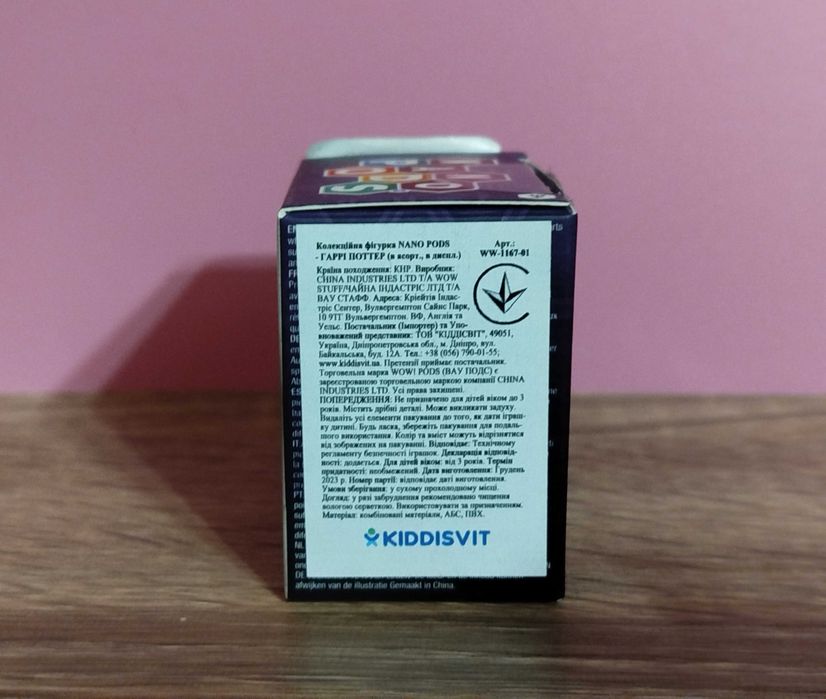 Колекційна фігурка NANO PODS
- ГАРРІ ПОТТЕР (в асорт., в диспл.)
Арт.:
WW-1167-01
Країна походження: КНР. Виробник:
CHINA INDUSTRIES LTD T/A WOW
STUFF/ЧАЙНА ІНДАСТРІС ЛТД Т/А
ВАУ СТАФФ. Адреса: Крієйтів Індас-
тріс Сентер, Вулвергемптон Сайнс Парк,
10 9ТГ Вульвергемптон. ВФ, Англія та
Уельс. Постачальник (Імпортер) та Упо-
вноважений представник: ТОВ "КІДДІСВІТ", 49051,
Україна, Дніпропетровська обл., м. Дніпро, вул.
Байкальська, буд. 12А. Тел.: +38 (056) 790-01-55;
www.kiddisvit.ua. Претензії приймає постачальник.
Торговельна марка WOW! PODS (ВАУ ПОДС) є
зареєстрованою торговельною маркою компанії CHINA
INDUSTRIES LTD. Усі права захищені.
ПОПЕРЕДЖЕННЯ: Не призначено для дітей віком до 3
років. Містить дрібні деталі. Може викликати задуху.
Видаліть усі елементи пакування до того, як дати іграш-
ку дитині. Будь ласка, збережіть пакування для подаль-
шого використання. Колір та вміст можуть відрізнятися
від зображених на пакуванні. Відповідає: Технічному
регламенту безпечності іграшок. Декларація відповід-
ності: додається. Для дітей віком: від 3 років. Термін
придатності: необмежений. Дата виготовлення: Грудень
2023 р. Номер партії: відповідає даті виготовлення.
Умови зберігання: у сухому прохолодному місці.
Догляд: у разі забруднення рекомендовано чищення
вологою серветкою. Використовувати за призначенням.
Матеріал: комбіновані матеріали, АБС, ПВХ.
KIDDISVIT
afwijken van de illustratie Gemaakt in China